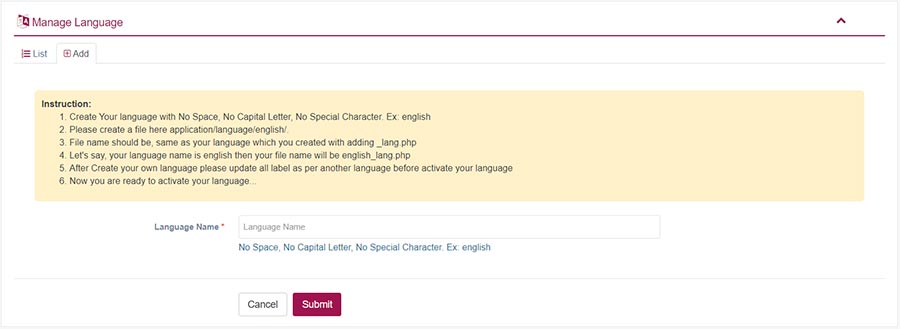 Manage Language
List Add
Instruction:
1. Create Your language with No Space, No Capital Letter, No Special Character. Ex: english
2. Please create a file here application/language/english/.
3. File name should be, same as your language which you created with adding _lang.php
4. Let's say, your language name is english then your file name will be english_lang.php
5. After Create your own language please update all label as per another language before activate your language
6. Now you are ready to activate your language...
Language Name * Language Name
No Space, No Capital Letter, No Special Character. Ex: english
Cancel Submit